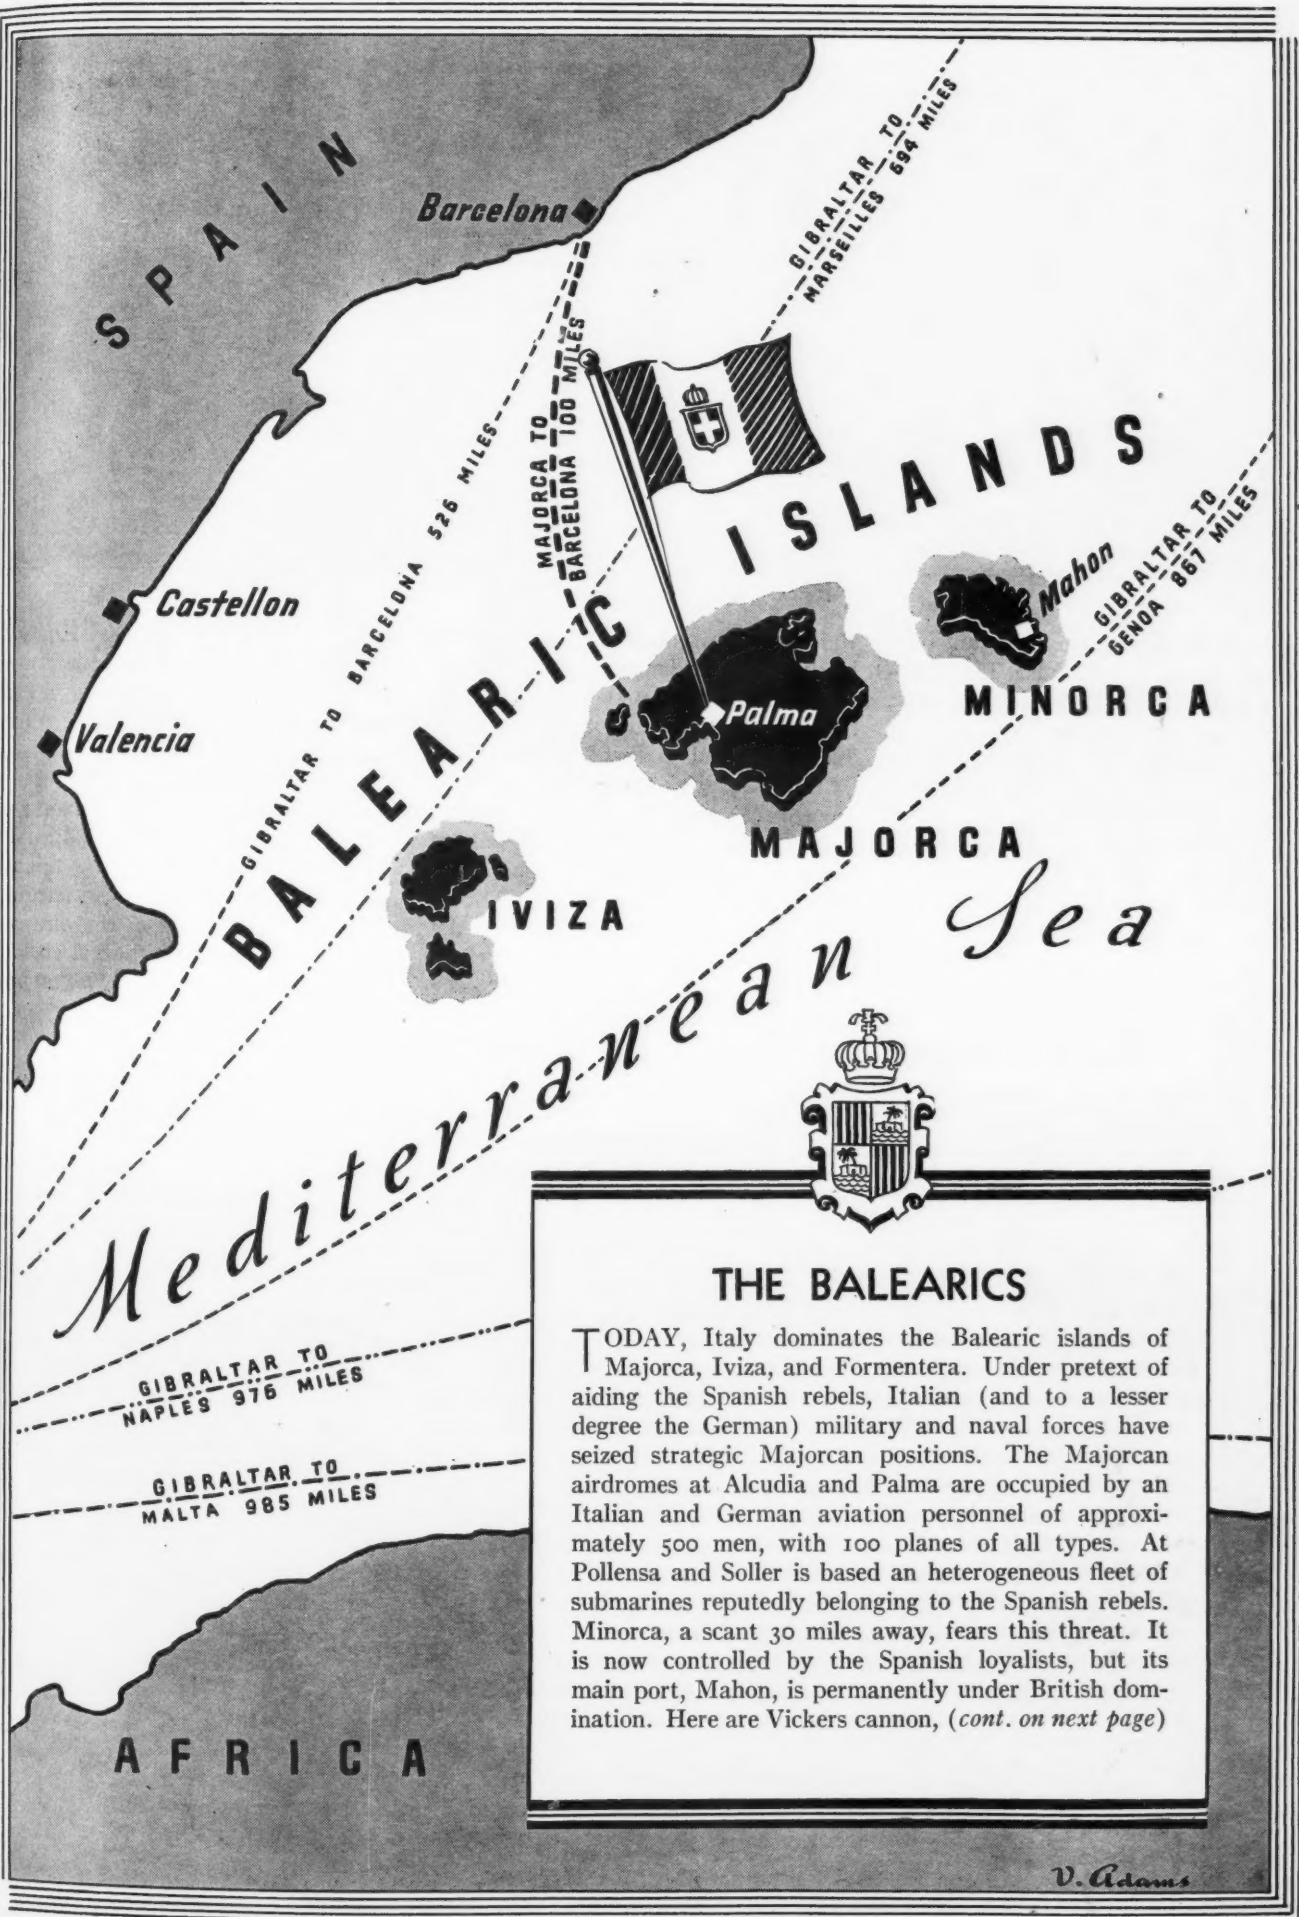 SPAIN
Barcelona
GIBRALTAR TO
MARSEILLES 694 MILES
MAJORCA TO
BARCELONA 100 MILES
GIBRALTAR TO BARCELONA 526 MILES
BALEARIC ISLANDS
Castellon
Valencia
Mahon
GIBRALTAR TO
GENOA 867 MILES
MINORCA
Palma
MAJORCA
IVIZA
Mediterranean Sea
GIBRALTAR TO
NAPLES 976 MILES
GIBRALTAR TO
MALTA 985 MILES
AFRICA
THE BALEARICS
TODAY, Italy dominates the Balearic islands of
Majorca, Iviza, and Formentera. Under pretext of
aiding the Spanish rebels, Italian (and to a lesser
degree the German) military and naval forces have
seized strategic Majorcan positions. The Majorcan
airdromes at Alcudia and Palma are occupied by an
Italian and German aviation personnel of approxi-
mately 500 men, with 100 planes of all types. At
Pollensa and Soller is based an heterogeneous fleet of
submarines reputedly belonging to the Spanish rebels.
Minorca, a scant 30 miles away, fears this threat. It
is now controlled by the Spanish loyalists, but its
main port, Mahon, is permanently under British dom-
ination. Here are Vickers cannon, (cont. on next page)
V. Adams